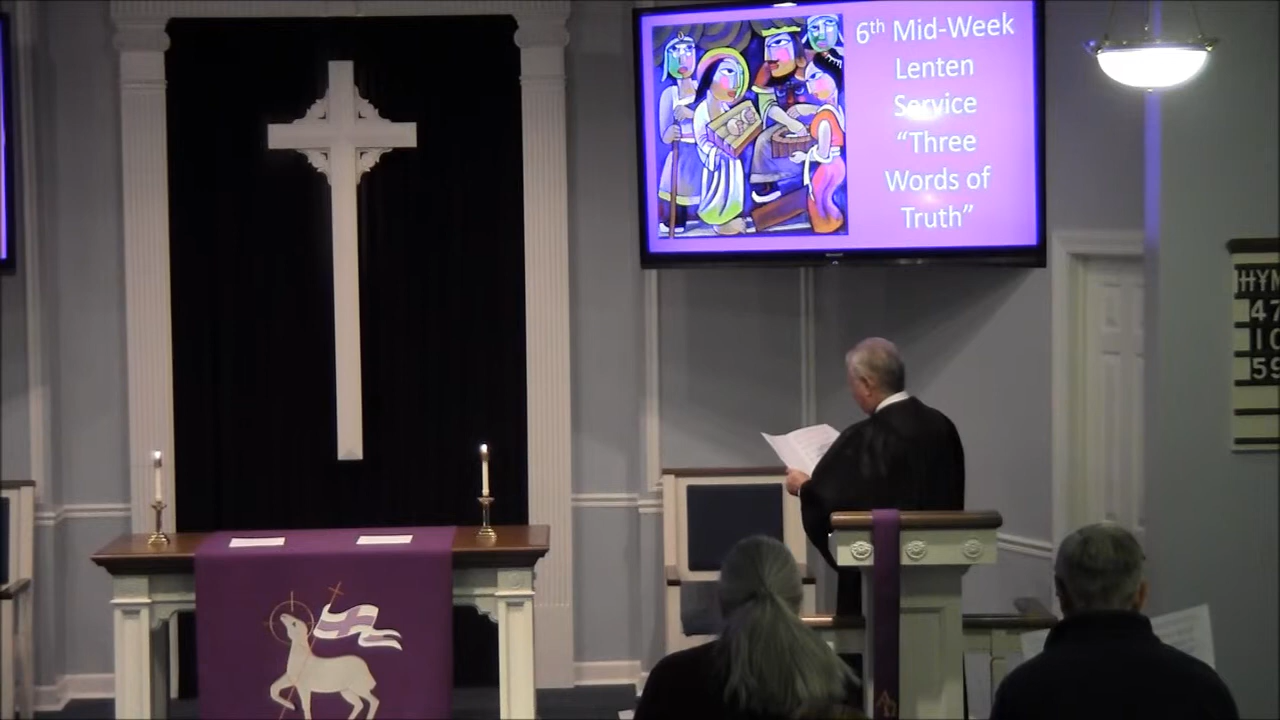 6th Mid-Week
Lenten
Service
“Three
Words of
Truth”
HYM
47
10
59